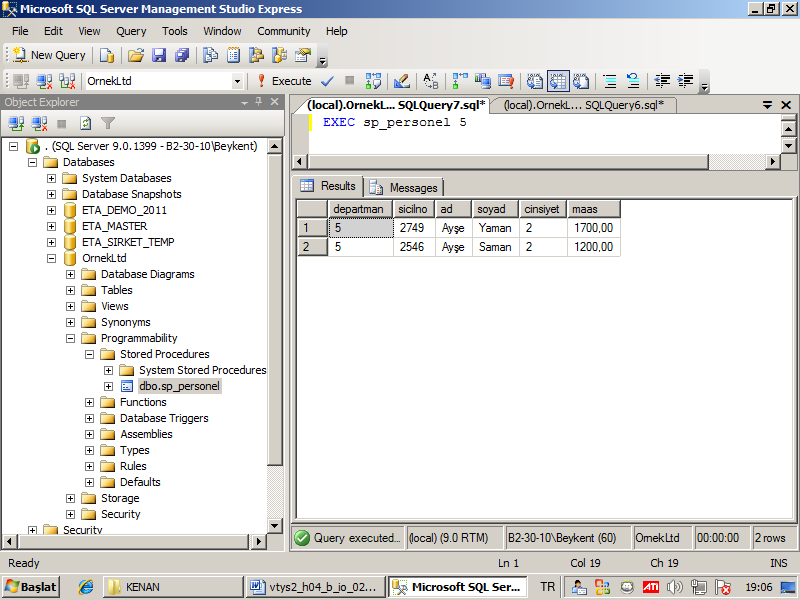 Microsoft SQL Server Management Studio Express
File Edit View Query Tools Window Community Help
New Query
OrnekLtd Execute
Object Explorer
(local).OrnekL... SQLQuery7.sql* (local).OrnekL... SQLQuery6.sql*
EXEC sp_personel 5
. (SQL Server 9.0.1399 - B2-30-10\Beykent)
Databases
System Databases
Database Snapshots
ETA_DEMO_2011
ETA_MASTER
ETA_SIRKET_TEMP
OrnekLtd
Database Diagrams
Tables
Views
Synonyms
Programmability
Stored Procedures
System Stored Procedures
dbo.sp_personel
Functions
Database Triggers
Assemblies
Types
Rules
Defaults
Storage
Security
Security
Results Messages
departman sicilno ad soyad cinsiyet maas
1 5 2749 Ayşe Yaman 2 1700,00
2 5 2546 Ayşe Saman 2 1200,00
Query executed... (local) (9.0 RTM) B2-30-10\Beykent (60) OrnekLtd 00:00:00 2 rows
Ready Ln 1 Col 19 Ch 19 INS
Başlat KENAN vtys2_h04_b_io_02... Microsoft SQL Ser... TR ATI 19:06